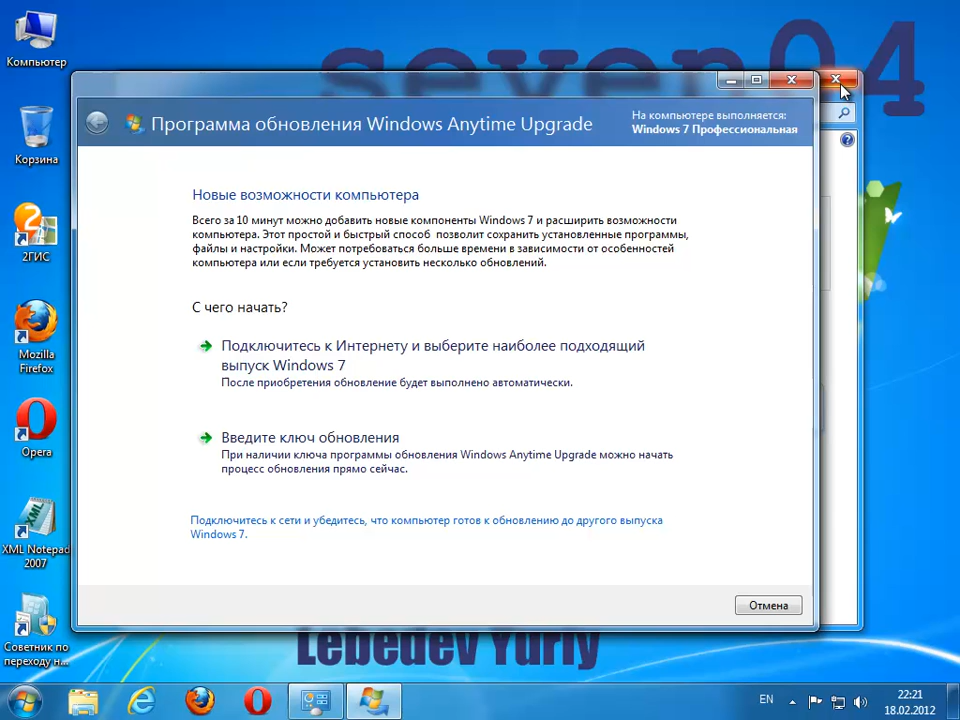 seven04
Компьютер
Корзина
2ГИС
Mozilla
Firefox
Opera
XML Notepad
2007
Советник по
переходу н...
Программа обновления Windows Anytime Upgrade
На компьютере выполняется:
Windows 7 Профессиональная
Новые возможности компьютера
Всего за 10 минут можно добавить новые компоненты Windows 7 и расширить возможности
компьютера. Этот простой и быстрый способ позволит сохранить установленные программы,
файлы и настройки. Может потребоваться больше времени в зависимости от особенностей
компьютера или если требуется установить несколько обновлений.
С чего начать?
Подключитесь к Интернету и выберите наиболее подходящий
выпуск Windows 7
После приобретения обновление будет выполнено автоматически.
Введите ключ обновления
При наличии ключа программы обновления Windows Anytime Upgrade можно начать
процесс обновления прямо сейчас.
Подключитесь к сети и убедитесь, что компьютер готов к обновлению до другого выпуска
Windows 7.
Отмена
Lebedev Yuriy
EN
22:21
18.02.2012